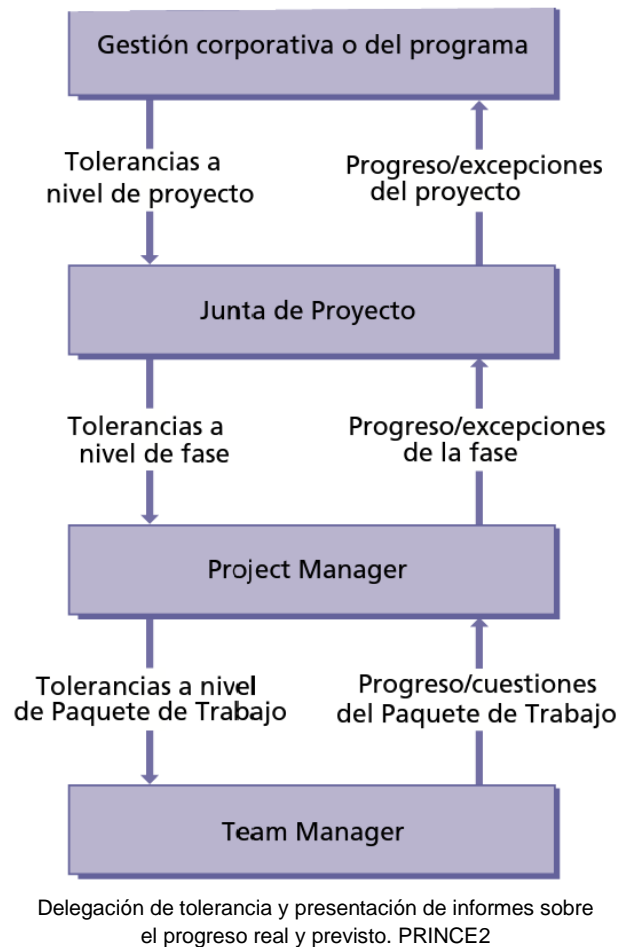 Gestión corporativa o del programa
Tolerancias a
nivel de proyecto
Progreso/excepciones
del proyecto
Junta de Proyecto
Tolerancias a
nivel de fase
Progreso/excepciones
de la fase
Project Manager
Tolerancias a nivel
de Paquete de Trabajo
Progreso/cuestiones
del Paquete de Trabajo
Team Manager
Delegación de tolerancia y presentación de informes sobre
el progreso real y previsto. PRINCE2